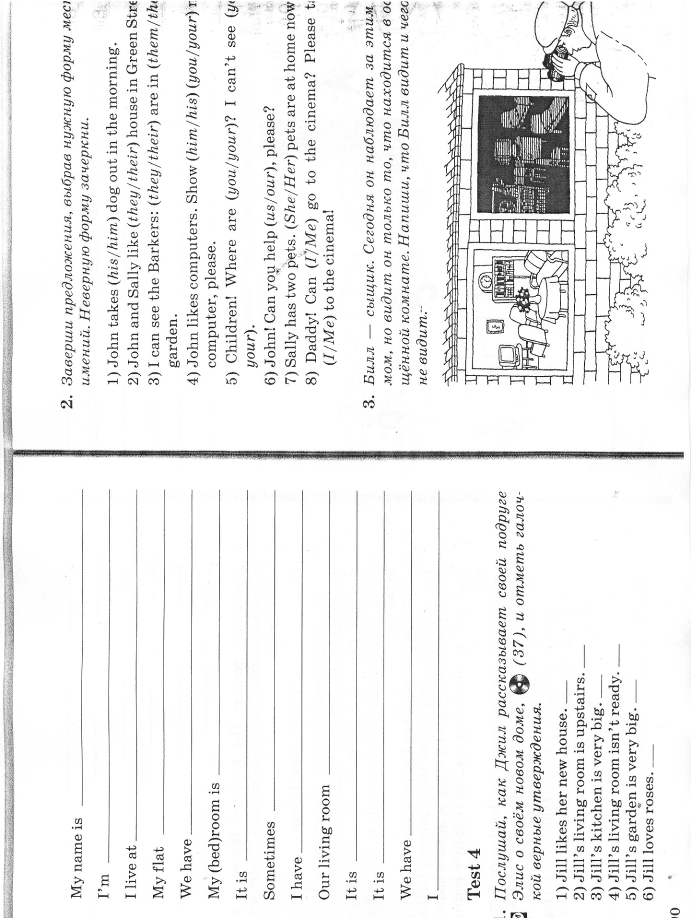 My name is
I'm
I live at
My flat
We have
My (bed)room is
It is
Sometimes
I have
Our living room
It is
It is
We have
I
Test 4
Послушай, как Джил рассказывает своей подруге
Элис о своём новом доме, (37), и отметь галоч-
кой верные утверждения.
1) Jill likes her new house.
2) Jill's living room is upstairs.
3) Jill's kitchen is very big.
4) Jill's living room isn't ready.
5) Jill's garden is very big.
6) Jill loves roses.
2. Заверши предложения, выбрав нужную форму мес
имений. Неверную форму зачеркни.
1) John takes (his/him) dog out in the morning.
2) John and Sally like (they/their) house in Green Stre
3) I can see the Barkers: (they/their) are in (them/the
garden.
4) John likes computers. Show (him/his) (you/your)
computer, please.
5) Children! Where are (you/your)? I can't see (yo
your).
6) John! Can you help (us/our), please?
7) Sally has two pets. (She/Her) pets are at home now
8) Daddy! Can (I/Me) go to the cinema? Please
(I/Me) to the cinema!
3. Билл — сыщик. Сегодня он наблюдает за этим
мом, но видит он только то, что находится в ос
щённой комнате. Напиши, что Билл видит и чего
не видит.